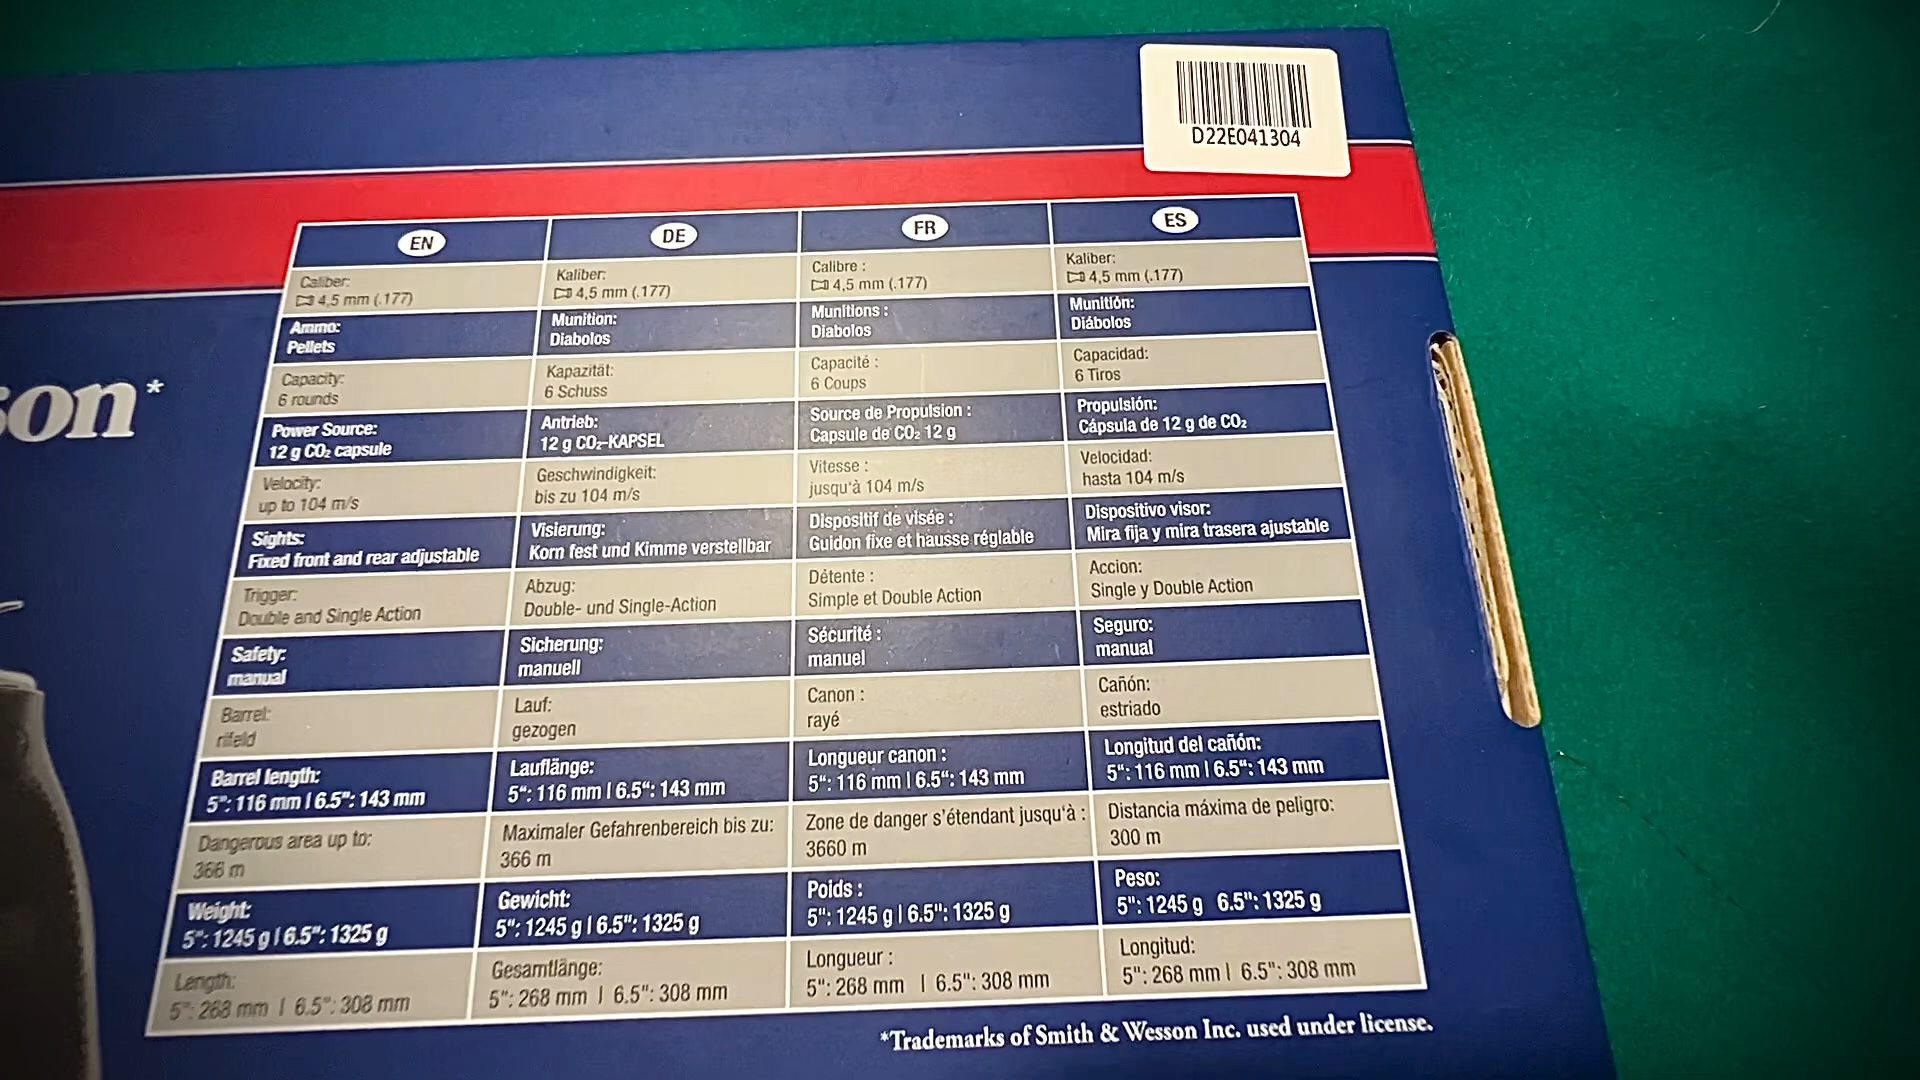 D22E041304
son*
EN
DE
FR
ES
Caliber:
4,5 mm (.177)
Kaliber:
4,5 mm (.177)
Calibre :
4,5 mm (.177)
Kaliber:
4,5 mm (.177)
Ammo:
Pellets
Munition:
Diabolos
Munitions :
Diabolos
Munitión:
Diábolos
Capacity:
6 rounds
Kapazität:
6 Schuss
Capacité :
6 Coups
Capacidad:
6 Tiros
Power Source:
12 g CO₂ capsule
Antrieb:
12 g CO₂-KAPSEL
Source de Propulsion :
Capsule de CO₂ 12 g
Propulsión:
Cápsula de 12 g de CO₂
Velocity:
up to 104 m/s
Geschwindigkeit:
bis zu 104 m/s
Vitesse :
jusqu'à 104 m/s
Velocidad:
hasta 104 m/s
Sights:
Fixed front and rear adjustable
Visierung:
Korn fest und Kimme verstellbar
Dispositif de visée :
Guidon fixe et hausse réglable
Dispositivo visor:
Mira fija y mira trasera ajustable
Trigger:
Double and Single Action
Abzug:
Double- und Single-Action
Détente :
Simple et Double Action
Accion:
Single y Double Action
Safety:
manual
Sicherung:
manuell
Sécurité :
manuel
Seguro:
manual
Barrel:
rifeld
Lauf:
gezogen
Canon :
rayé
Cañón:
estriado
Barrel length:
5": 116 mm | 6.5": 143 mm
Lauflänge:
5": 116 mm | 6.5": 143 mm
Longueur canon :
5": 116 mm | 6.5": 143 mm
Longitud del cañón:
5": 116 mm | 6.5": 143 mm
Dangerous area up to:
366 m
Maximaler Gefahrenbereich bis zu:
366 m
Zone de danger s'étendant jusqu'à :
3660 m
Distancia máxima de peligro:
300 m
Weight:
5": 1245 g | 6.5": 1325 g
Gewicht:
5": 1245 g | 6.5": 1325 g
Poids :
5": 1245 g | 6.5": 1325 g
Peso:
5": 1245 g 6.5": 1325 g
Length:
5": 268 mm | 6.5": 308 mm
Gesamtlänge:
5": 268 mm | 6.5": 308 mm
Longueur :
5": 268 mm | 6.5": 308 mm
Longitud:
5": 268 mm | 6.5": 308 mm
*Trademarks of Smith & Wesson Inc. used under license.